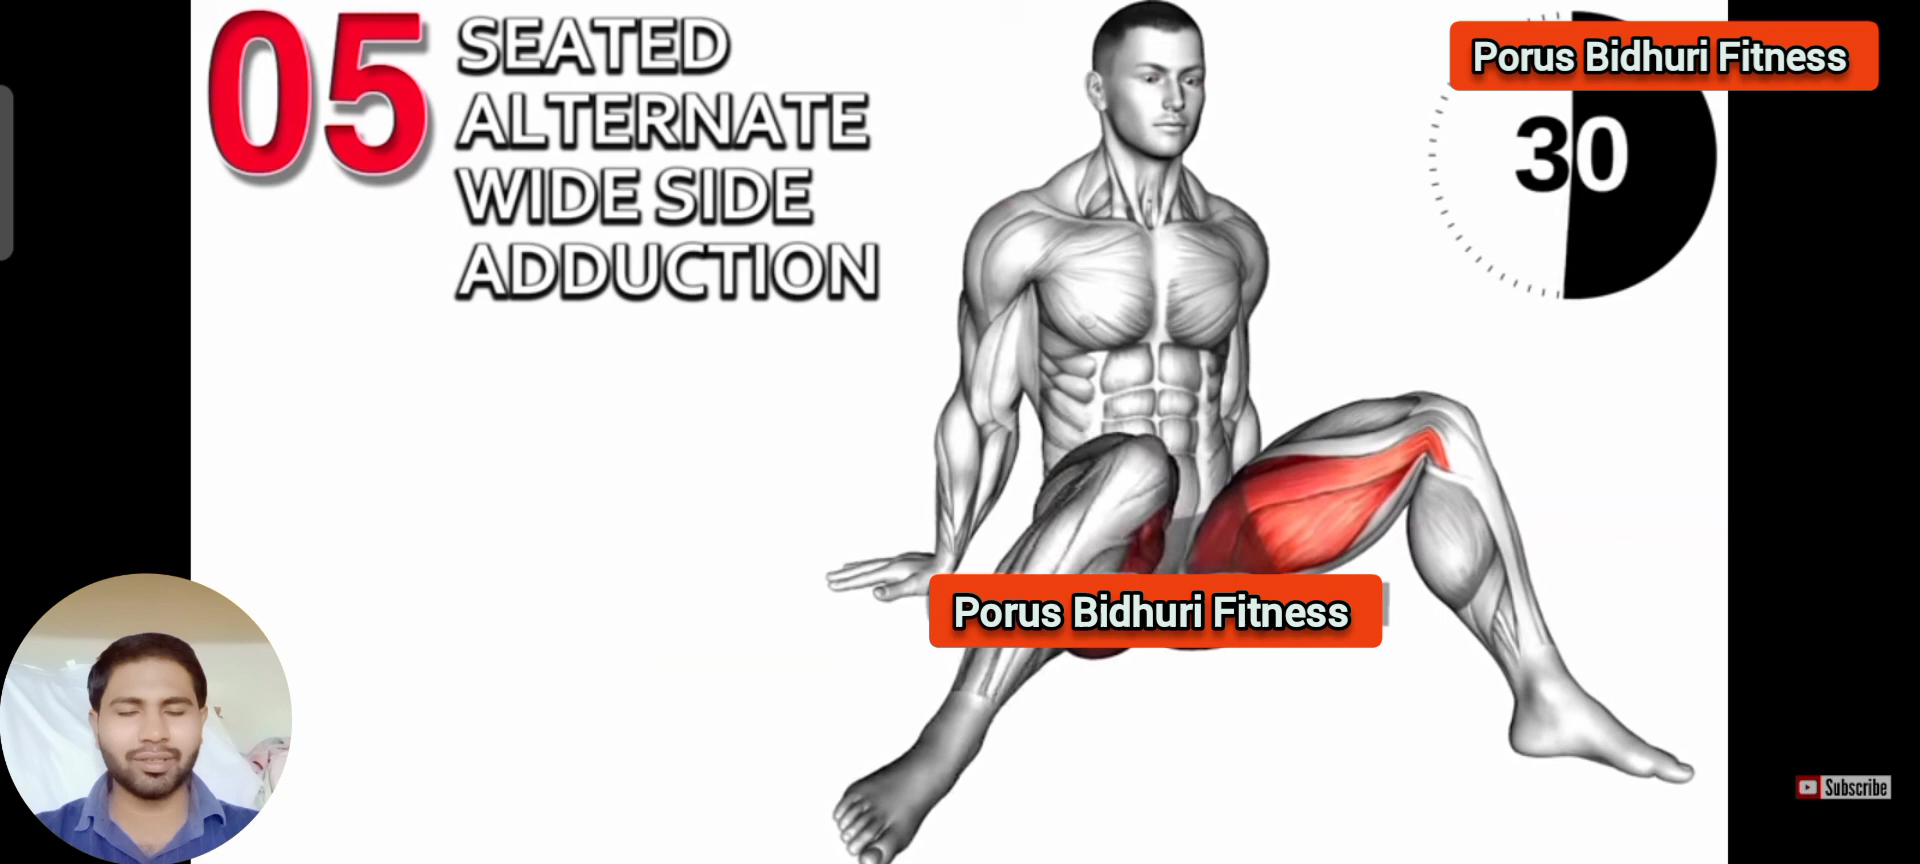 05
SEATED
ALTERNATE
WIDE SIDE
ADDUCTION
Porus Bidhuri Fitness
30
Porus Bidhuri Fitness
Subscribe